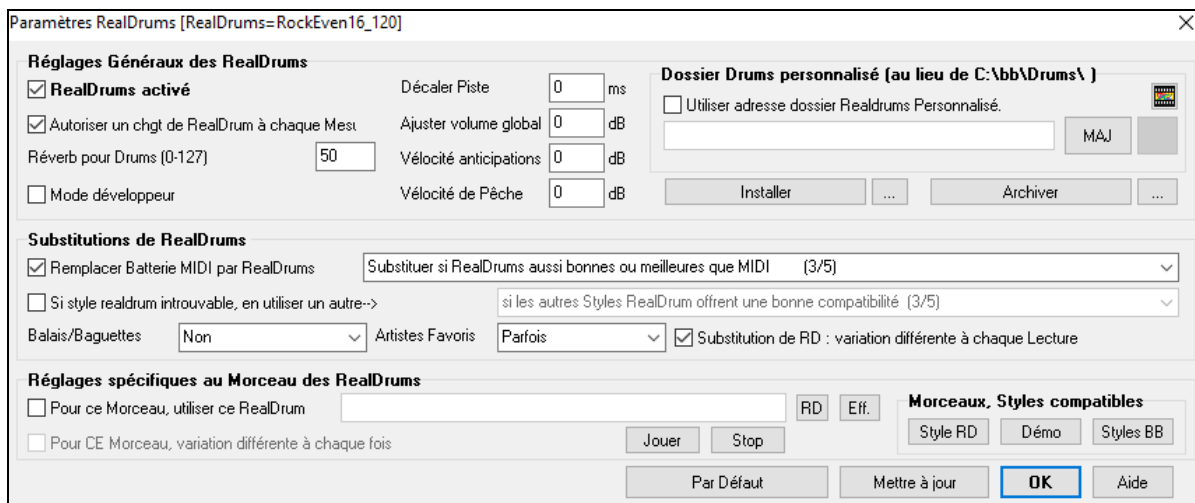 Paramètres RealDrums [RealDrums=RockEven16_120]
Réglages Généraux des RealDrums
RealDrums activé
Décaler Piste 0 ms
Dossier Drums personnalisé (au lieu de C:\bb\Drums\ )
Utiliser adresse dossier Realdrums Personnalisé.
Autoriser un chgt de RealDrum à chaque Mesu
Ajuster volume global 0 dB
MAJ
Réverb pour Drums (0-127) 50
Vélocité anticipations 0 dB
Mode développeur
Vélocité de Pêche 0 dB
Installer ... Archiver ...
Substitutions de RealDrums
Remplacer Batterie MIDI par RealDrums
Substituer si RealDrums aussi bonnes ou meilleures que MIDI (3/5)
Si style realdrum introuvable, en utiliser un autre-->
si les autres Styles RealDrum offrent une bonne compatibilité (3/5)
Balais/Baguettes Non Artistes Favoris Parfois Substitution de RD : variation différente à chaque Lecture
Réglages spécifiques au Morceau des RealDrums
Pour ce Morceau, utiliser ce RealDrum
RD Eff.
Morceaux, Styles compatibles
Style RD Démo Styles BB
Pour CE Morceau, variation différente à chaque fois
Jouer Stop
Par Défaut Mettre à jour OK Aide